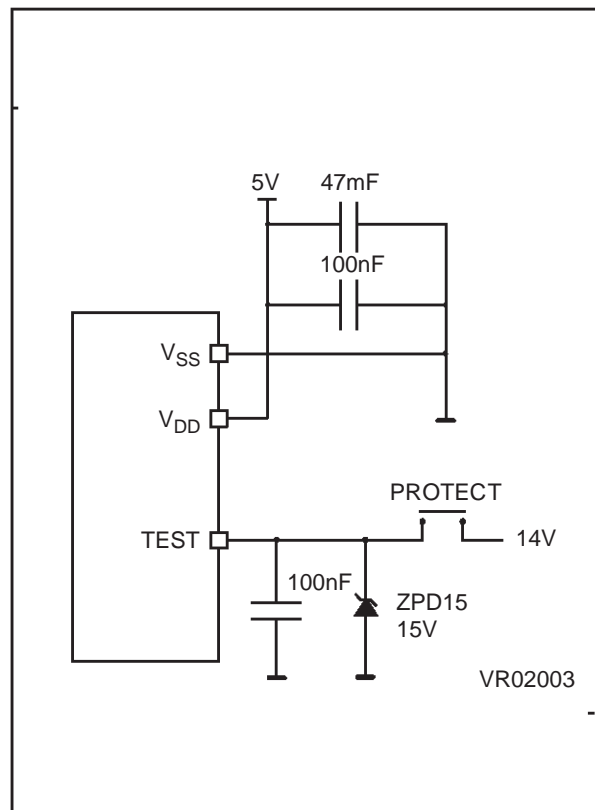 5V
47mF
100nF
VSS
VDD
PROTECT
TEST
14V
100nF
ZPD15
15V
VR02003